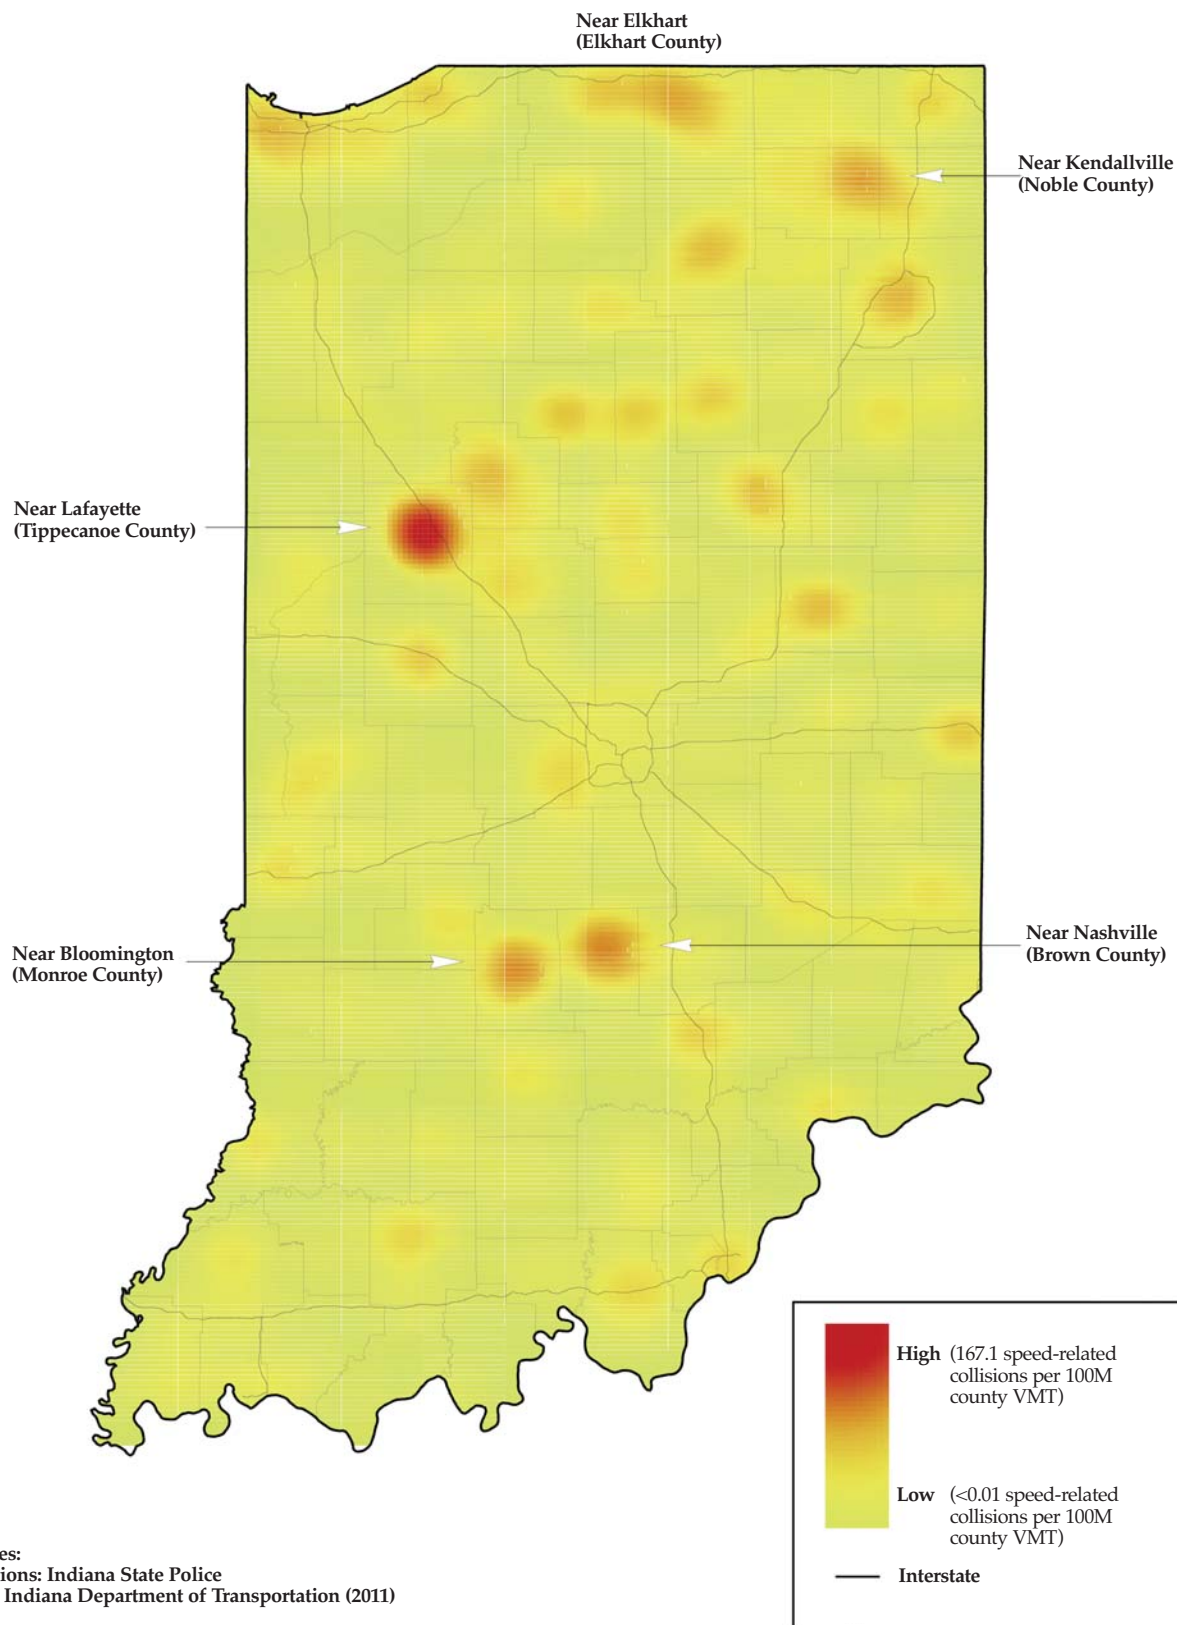 Near Elkhart
(Elkhart County)
Near Kendallville
(Noble County)
Near Lafayette
(Tippecanoe County)
Near Bloomington
(Monroe County)
Near Nashville
(Brown County)
High (167.1 speed-related
collisions per 100M
county VMT)
Low (<0.01 speed-related
collisions per 100M
county VMT)
Interstate
es:
ions: Indiana State Police
Indiana Department of Transportation (2011)